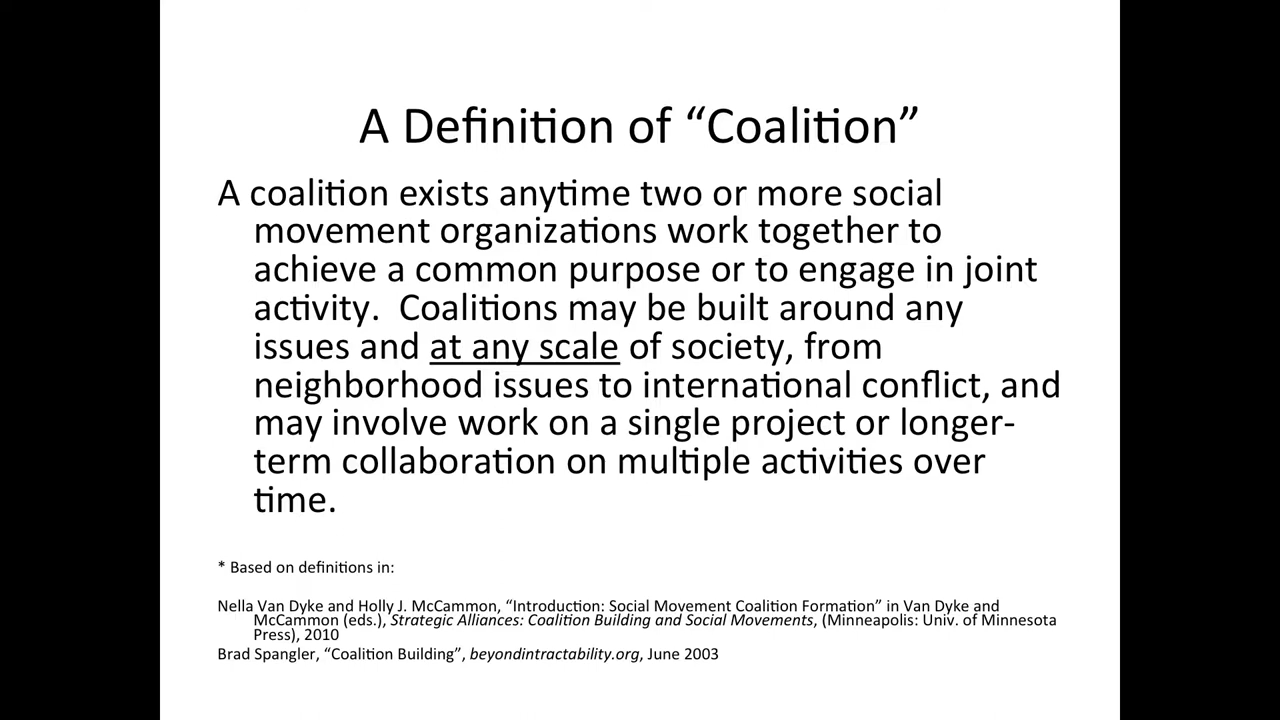 A Definition of “Coalition”
A coalition exists anytime two or more social
movement organizations work together to
achieve a common purpose or to engage in joint
activity.  Coalitions may be built around any
issues and at any scale of society, from
neighborhood issues to international conflict, and
may involve work on a single project or longer-
term collaboration on multiple activities over
time.
* Based on definitions in:
Nella Van Dyke and Holly J. McCammon, “Introduction: Social Movement Coalition Formation” in Van Dyke and
McCammon (eds.), Strategic Alliances: Coalition Building and Social Movements, (Minneapolis: Univ. of Minnesota
Press), 2010
Brad Spangler, “Coalition Building”, beyondintractability.org, June 2003